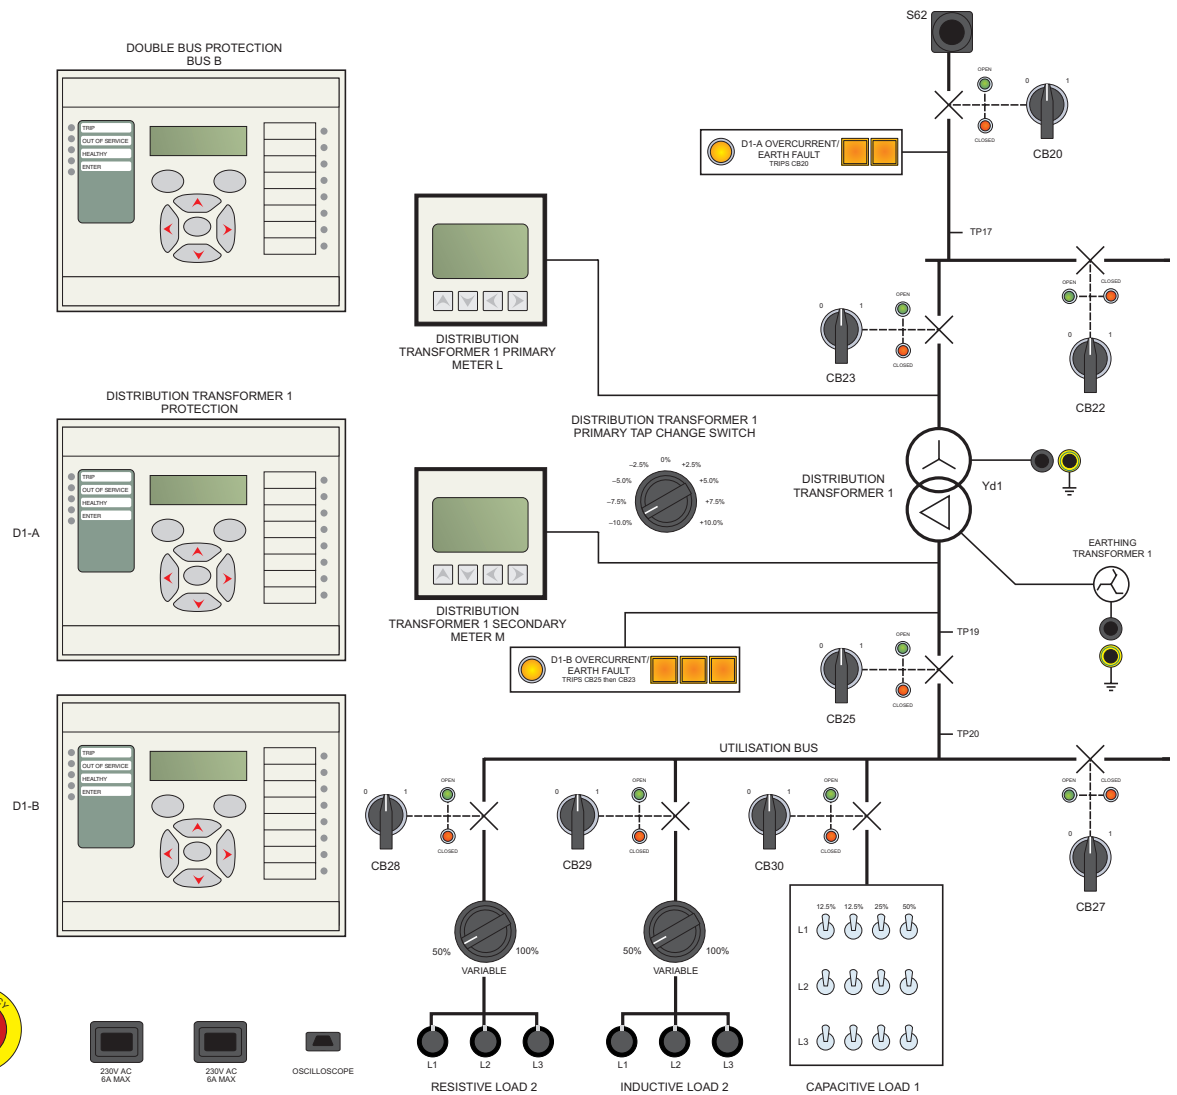 DOUBLE BUS PROTECTION
BUS B
TRIP
OUT OF SERVICE
HEALTHY
ENTER
S62
OPEN
CLOSED
0
1
CB20
D1-A OVERCURRENT/
EARTH FAULT
TRIPS CB20
TP17
DISTRIBUTION
TRANSFORMER 1 PRIMARY
METER L
0
1
OPEN
CLOSED
CB23
OPEN
CLOSED
0
1
CB22
DISTRIBUTION TRANSFORMER 1
PROTECTION
D1-A
TRIP
OUT OF SERVICE
HEALTHY
ENTER
DISTRIBUTION TRANSFORMER 1
PRIMARY TAP CHANGE SWITCH
0%
–2.5%
+2.5%
–5.0%
+5.0%
–7.5%
+7.5%
–10.0%
+10.0%
DISTRIBUTION
TRANSFORMER 1
Yd1
EARTHING
TRANSFORMER 1
DISTRIBUTION
TRANSFORMER 1 SECONDARY
METER M
D1-B OVERCURRENT/
EARTH FAULT
TRIPS CB25 then CB23
TP19
0
1
OPEN
CLOSED
CB25
TP20
D1-B
TRIP
OUT OF SERVICE
HEALTHY
ENTER
UTILISATION BUS
0
1
OPEN
CLOSED
CB28
0
1
OPEN
CLOSED
CB29
0
1
OPEN
CLOSED
CB30
OPEN
CLOSED
0
1
CB27
50%
100%
VARIABLE
L1
L2
L3
RESISTIVE LOAD 2
50%
100%
VARIABLE
L1
L2
L3
INDUCTIVE LOAD 2
12.5% 12.5% 25% 50%
L1
L2
L3
CAPACITIVE LOAD 1
230V AC
6A MAX
230V AC
6A MAX
OSCILLOSCOPE